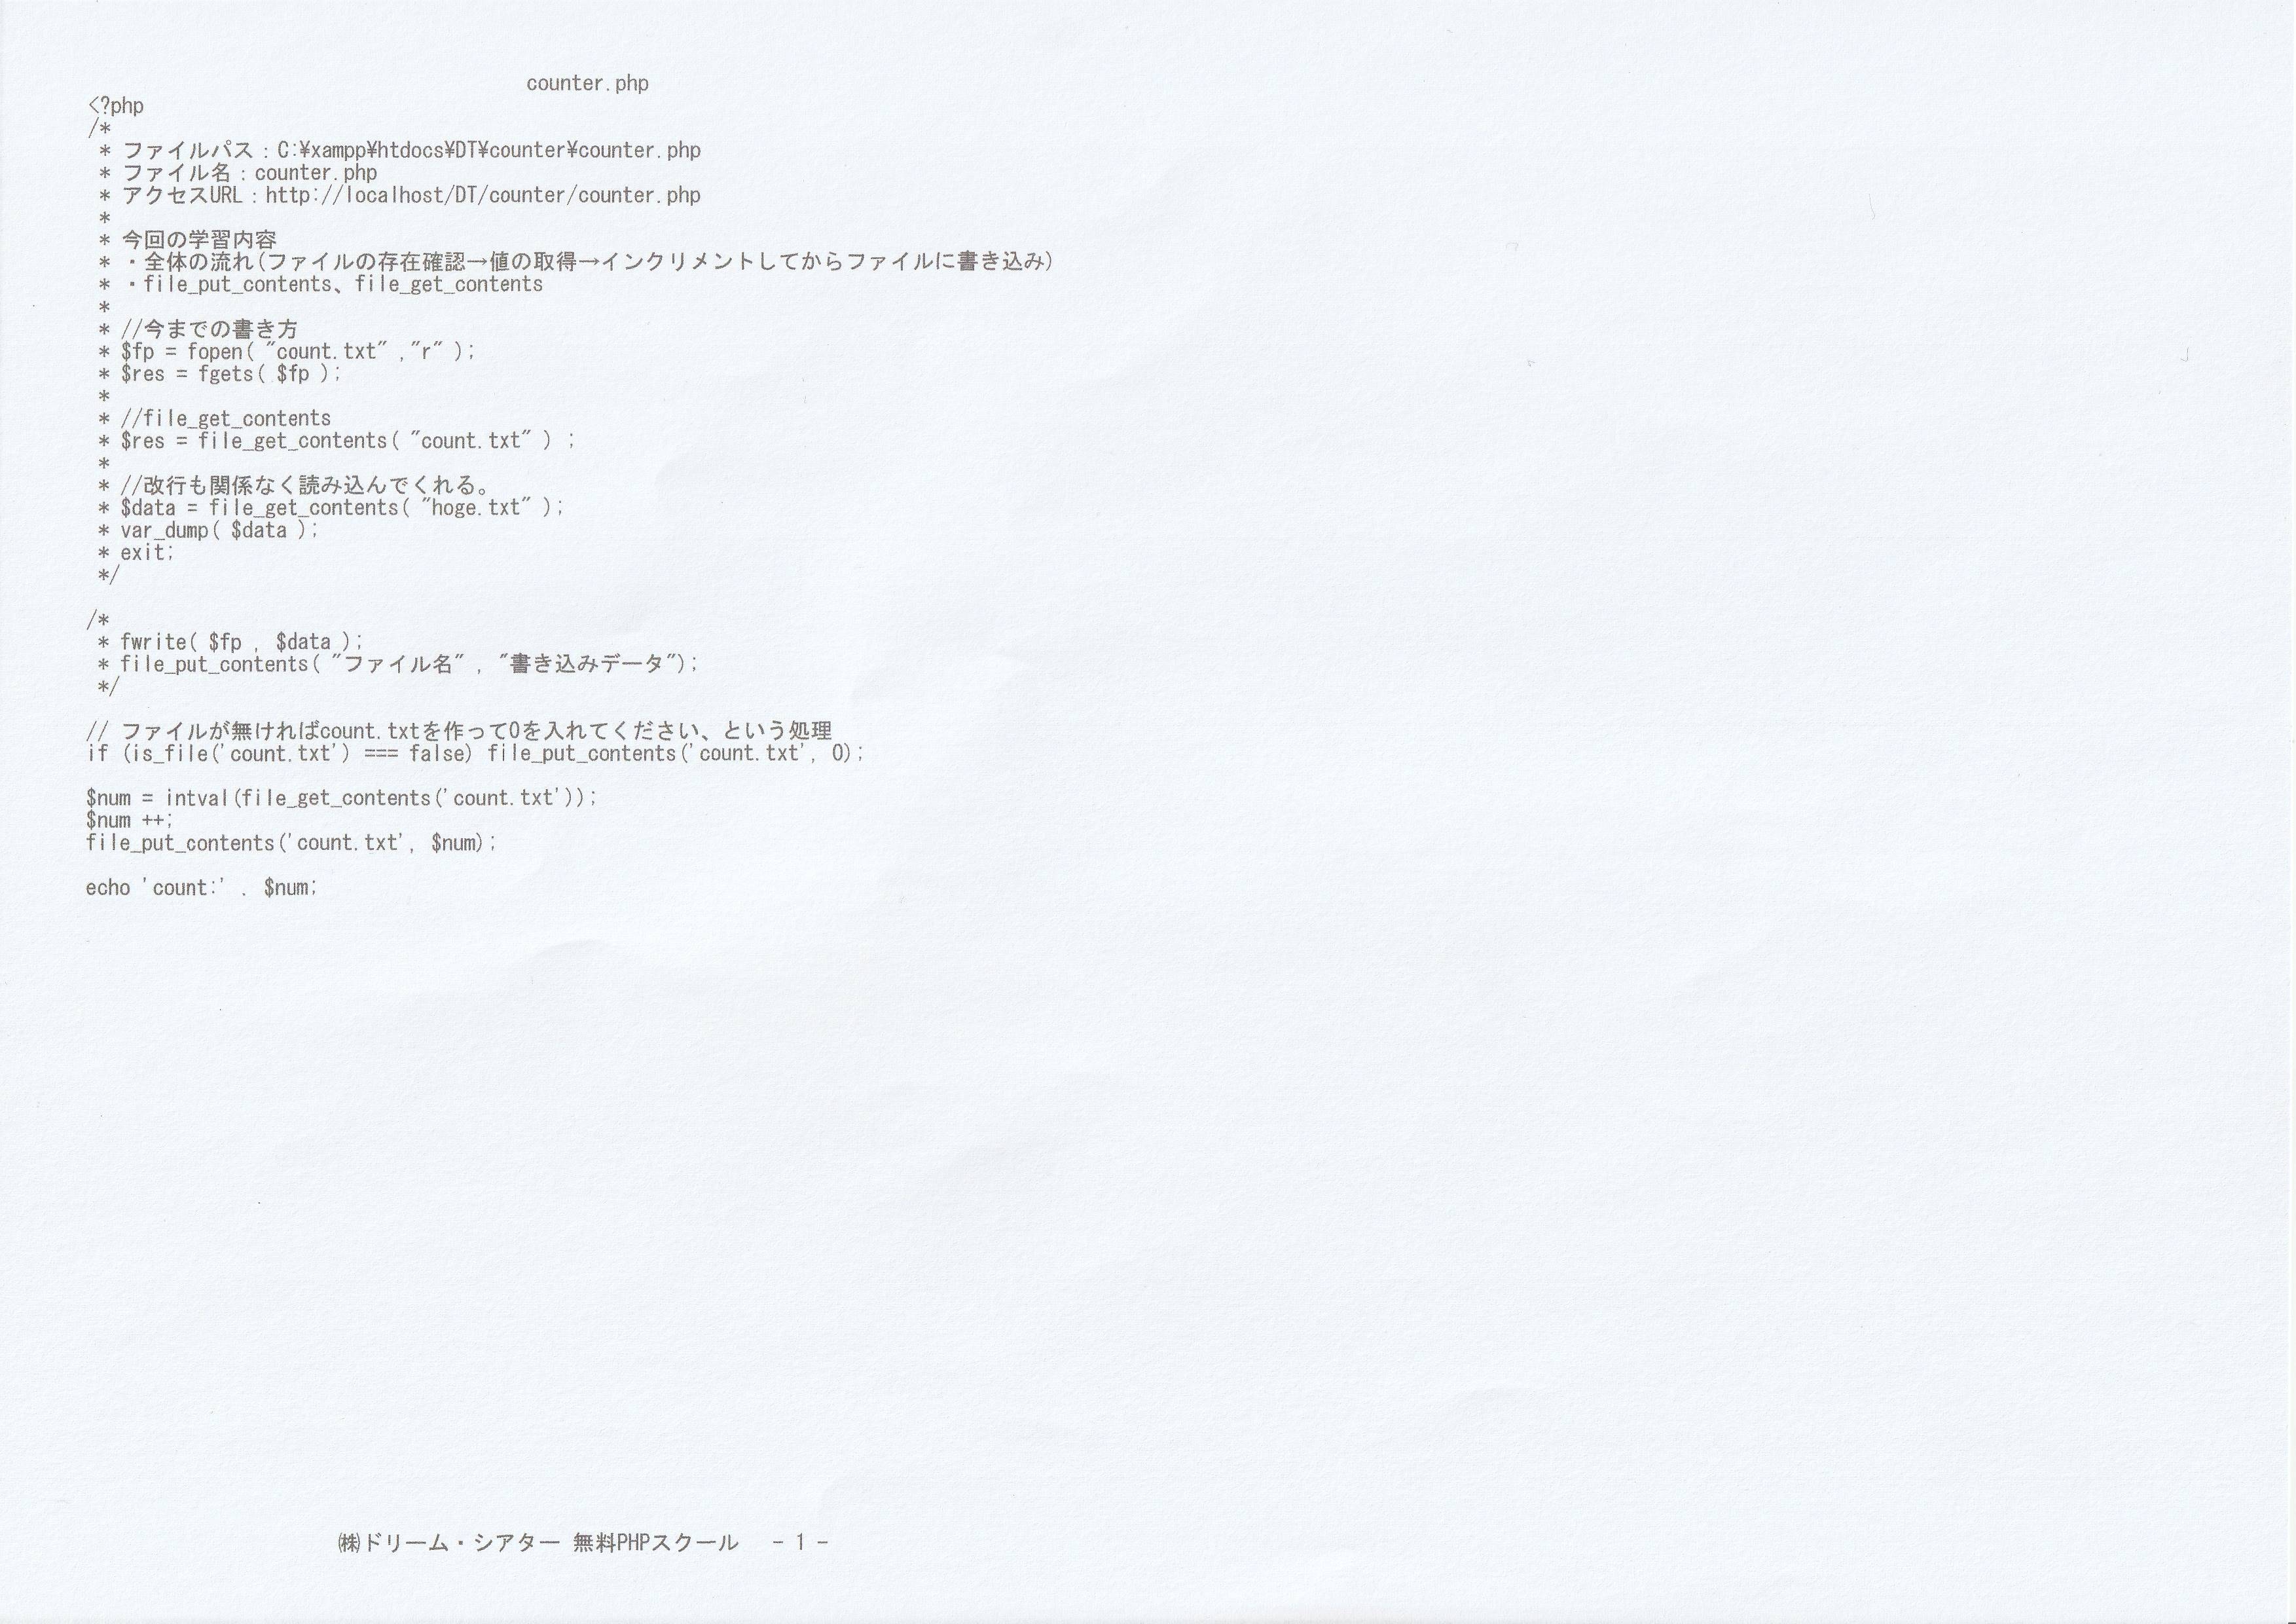 counter.php
<?php
/*
 * ファイルパス：C:¥xampp¥htdocs¥DT¥counter¥counter.php
 * ファイル名：counter.php
 * アクセスURL：http://localhost/DT/counter/counter.php
 *
 * 今回の学習内容
 * ・全体の流れ(ファイルの存在確認→値の取得→インクリメントしてからファイルに書き込み)
 * ・file_put_contents、file_get_contents
 *
 * //今までの書き方
 * $fp = fopen( "count.txt" ,"r" );
 * $res = fgets( $fp );
 *
 * //file_get_contents
 * $res = file_get_contents( "count.txt" ) ;
 *
 * //改行も関係なく読み込んでくれる。
 * $data = file_get_contents( "hoge.txt" );
 * var_dump( $data );
 * exit;
 */
/*
 * fwrite( $fp , $data );
 * file_put_contents( "ファイル名" , "書き込みデータ");
 */
// ファイルが無ければcount.txtを作って0を入れてください、という処理
if (is_file('count.txt') === false) file_put_contents('count.txt', 0);
$num = intval(file_get_contents('count.txt'));
$num ++;
file_put_contents('count.txt', $num);
echo 'count:' . $num;
㈱ドリーム・シアター 無料PHPスクール - 1 -